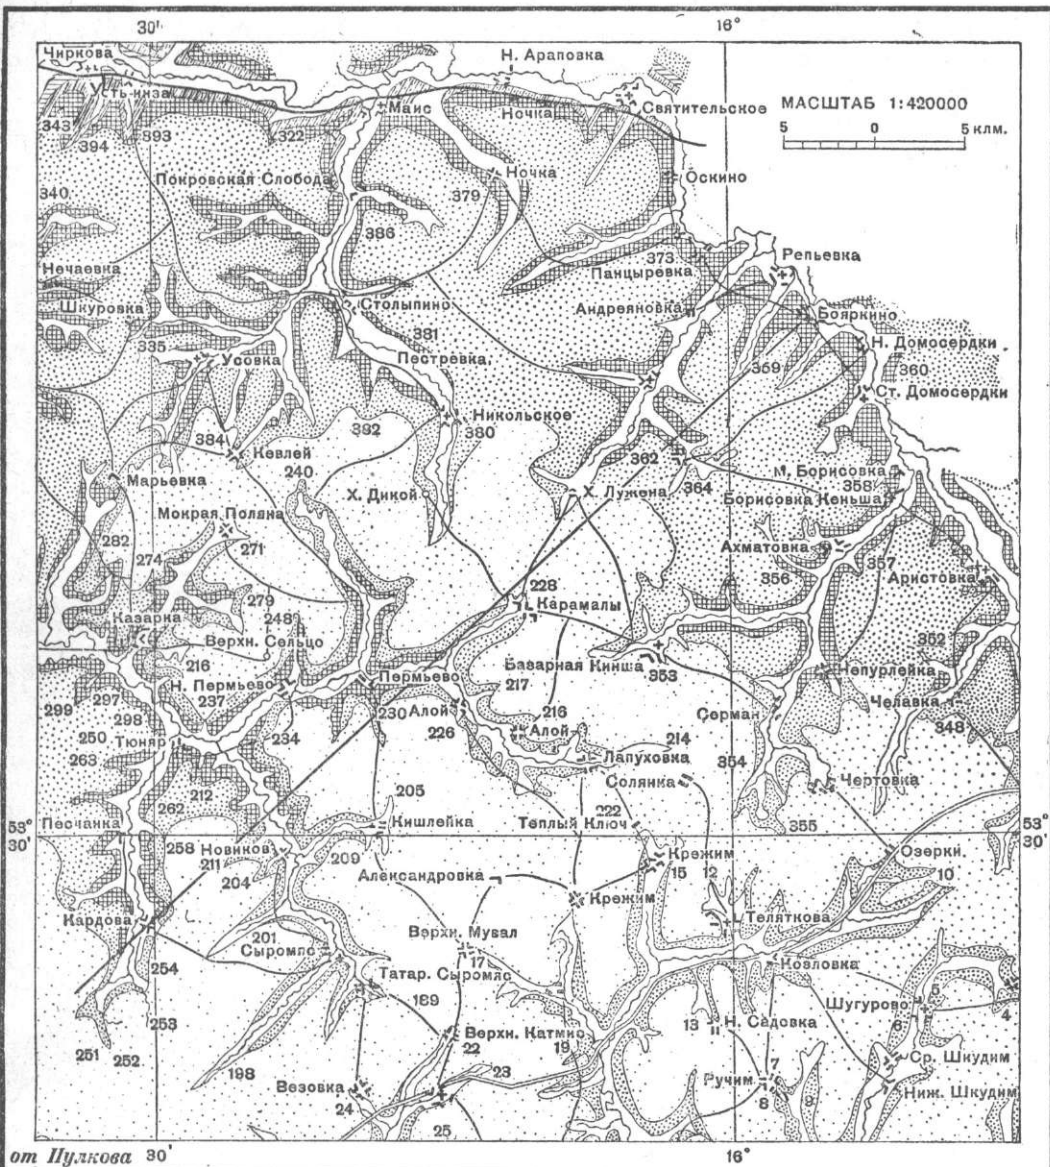 30'
16°
Чиркова
Усть-инза
Н. Араповка
Маис
Ночка
Святительское
МАСШТАБ 1:420000
5 0 5 клм.
343
394
393
322
Покровская Слобода
379
Ночка
Оскино
340
386
373
Панцыревка
Репьевка
Нечаевка
Шкуровка
Столыпино
Андреяновка
Бояркино
335
381
Н. Домосердки
Усовка
Пестревка
359
360
Ст. Домосердки
392
Никольское
380
384
Кевлей
240
362
364
М. Борисовка
358
Марьевка
Х. Дикой
Х. Лужена
Борисовка Кеньша
Мокрая Поляна
282
274
271
Ахматовка
357
356
Аристовка
279
228
Казарка
248
Карамалы
352
Верхн. Сельцо
Базарная Кинша
353
216
Непурлейка
Н. Пермьево
Пермьево
217
297
237
299
298
230
Алой
216
Серман
Челавка
348
250
234
226
Алой
Тюняр
214
263
Лапуховка
354
Солянка
Чертовка
212
205
262
222
355
53°
30'
Песчанка
Кишлейка
Теплый Ключ
53°
30'
258
Новиков
209
Крежим
Озерки
211
204
Александровка
15
12
10
Крежим
Кардова
Теляткова
201
Верхн. Мувал
Сыромяс
17
Козловка
254
Татар. Сыромяс
189
5
Шугурово
4
253
13
Н. Садовка
6
251
252
Верхн. Катмис
22
19
198
23
7
Ср. Шкудим
Везовка
Ручим
24
8
9
Ниж. Шкудим
25
от Пулкова 30'
16°